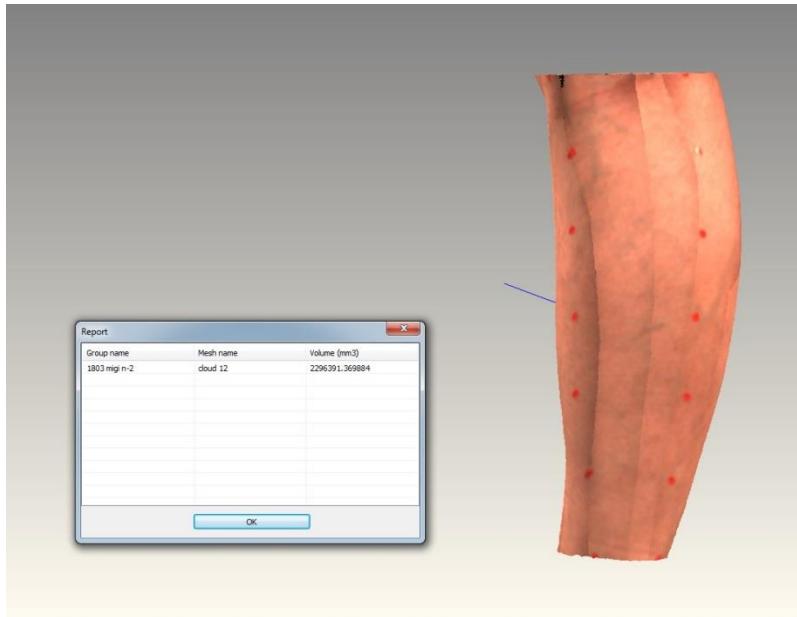 Report
Group name Mesh name Volume (mm3)
1803 migi n-2 cloud 12 2296391.369884
OK